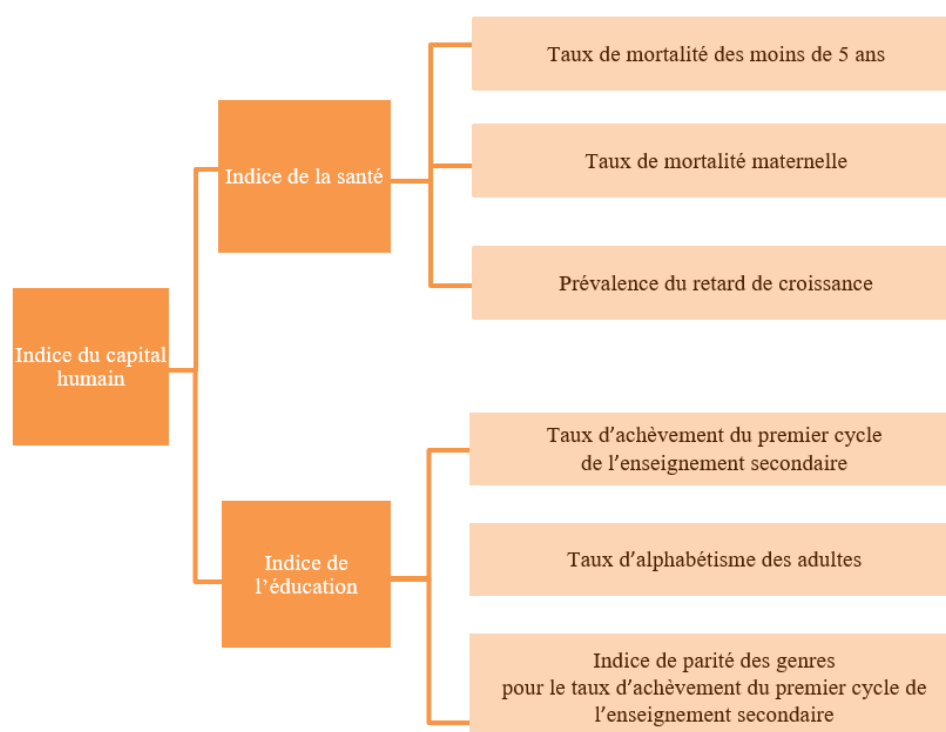 Taux de mortalité des moins de 5 ans
Indice de la santé
Taux de mortalité maternelle
Prévalence du retard de croissance
Indice du capital
humain
Taux d’achèvement du premier cycle
de l’enseignement secondaire
Indice de
l’éducation
Taux d’alphabétisme des adultes
Indice de parité des genres
pour le taux d’achèvement du premier cycle de
l’enseignement secondaire